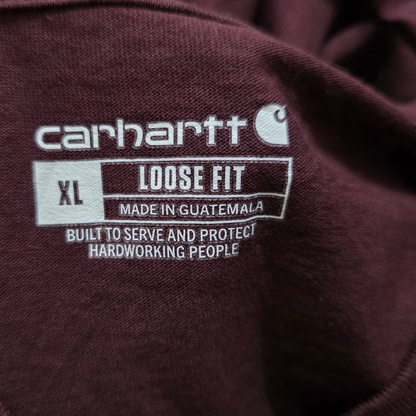 carhartt
XL LOOSE FIT
MADE IN GUATEMALA
BUILT TO SERVE AND PROTECT
HARDWORKING PEOPLE